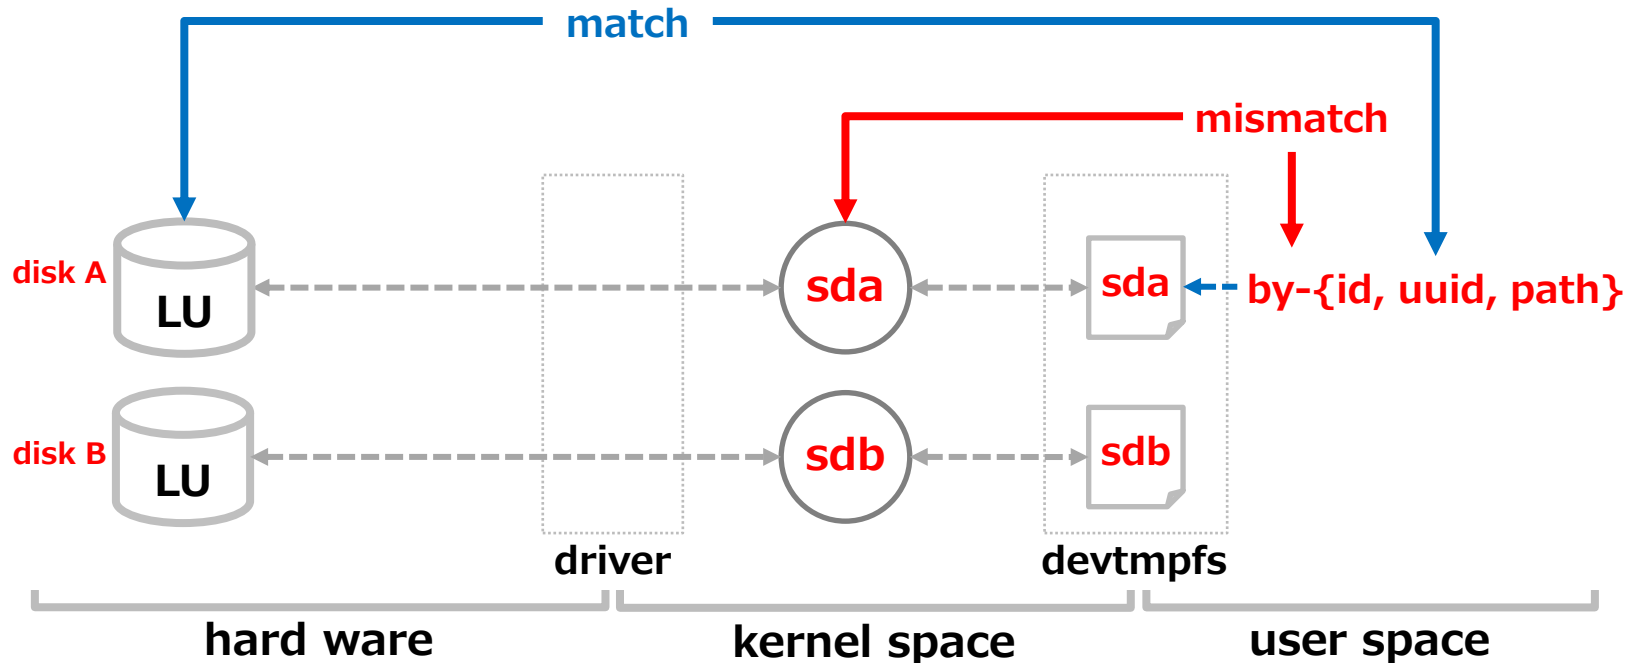 match
mismatch
disk A
LU
sda
sda
by-{id, uuid, path}
disk B
LU
sdb
sdb
driver
devtmpfs
hard ware
kernel space
user space